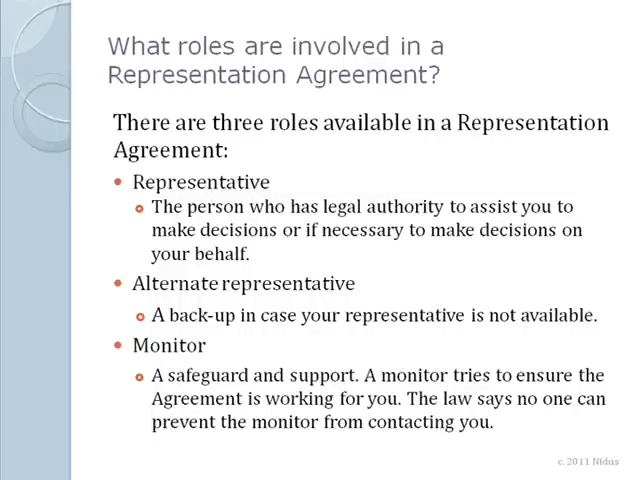 What roles are involved in a
Representation Agreement?
There are three roles available in a Representation
Agreement:
Representative
The person who has legal authority to assist you to
make decisions or if necessary to make decisions on
your behalf.
Alternate representative
A back-up in case your representative is not available.
Monitor
A safeguard and support. A monitor tries to ensure the
Agreement is working for you. The law says no one can
prevent the monitor from contacting you.
c. 2011 Nidus